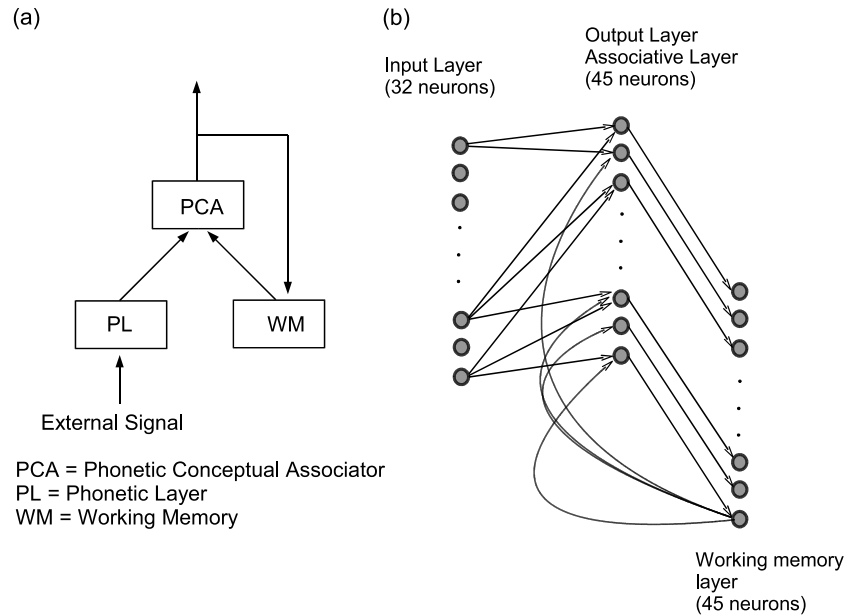 (a)
PCA
PL
WM
External Signal
PCA = Phonetic Conceptual Associator
PL = Phonetic Layer
WM = Working Memory
(b)
Input Layer
(32 neurons)
Output Layer
Associative Layer
(45 neurons)
Working memory
layer
(45 neurons)